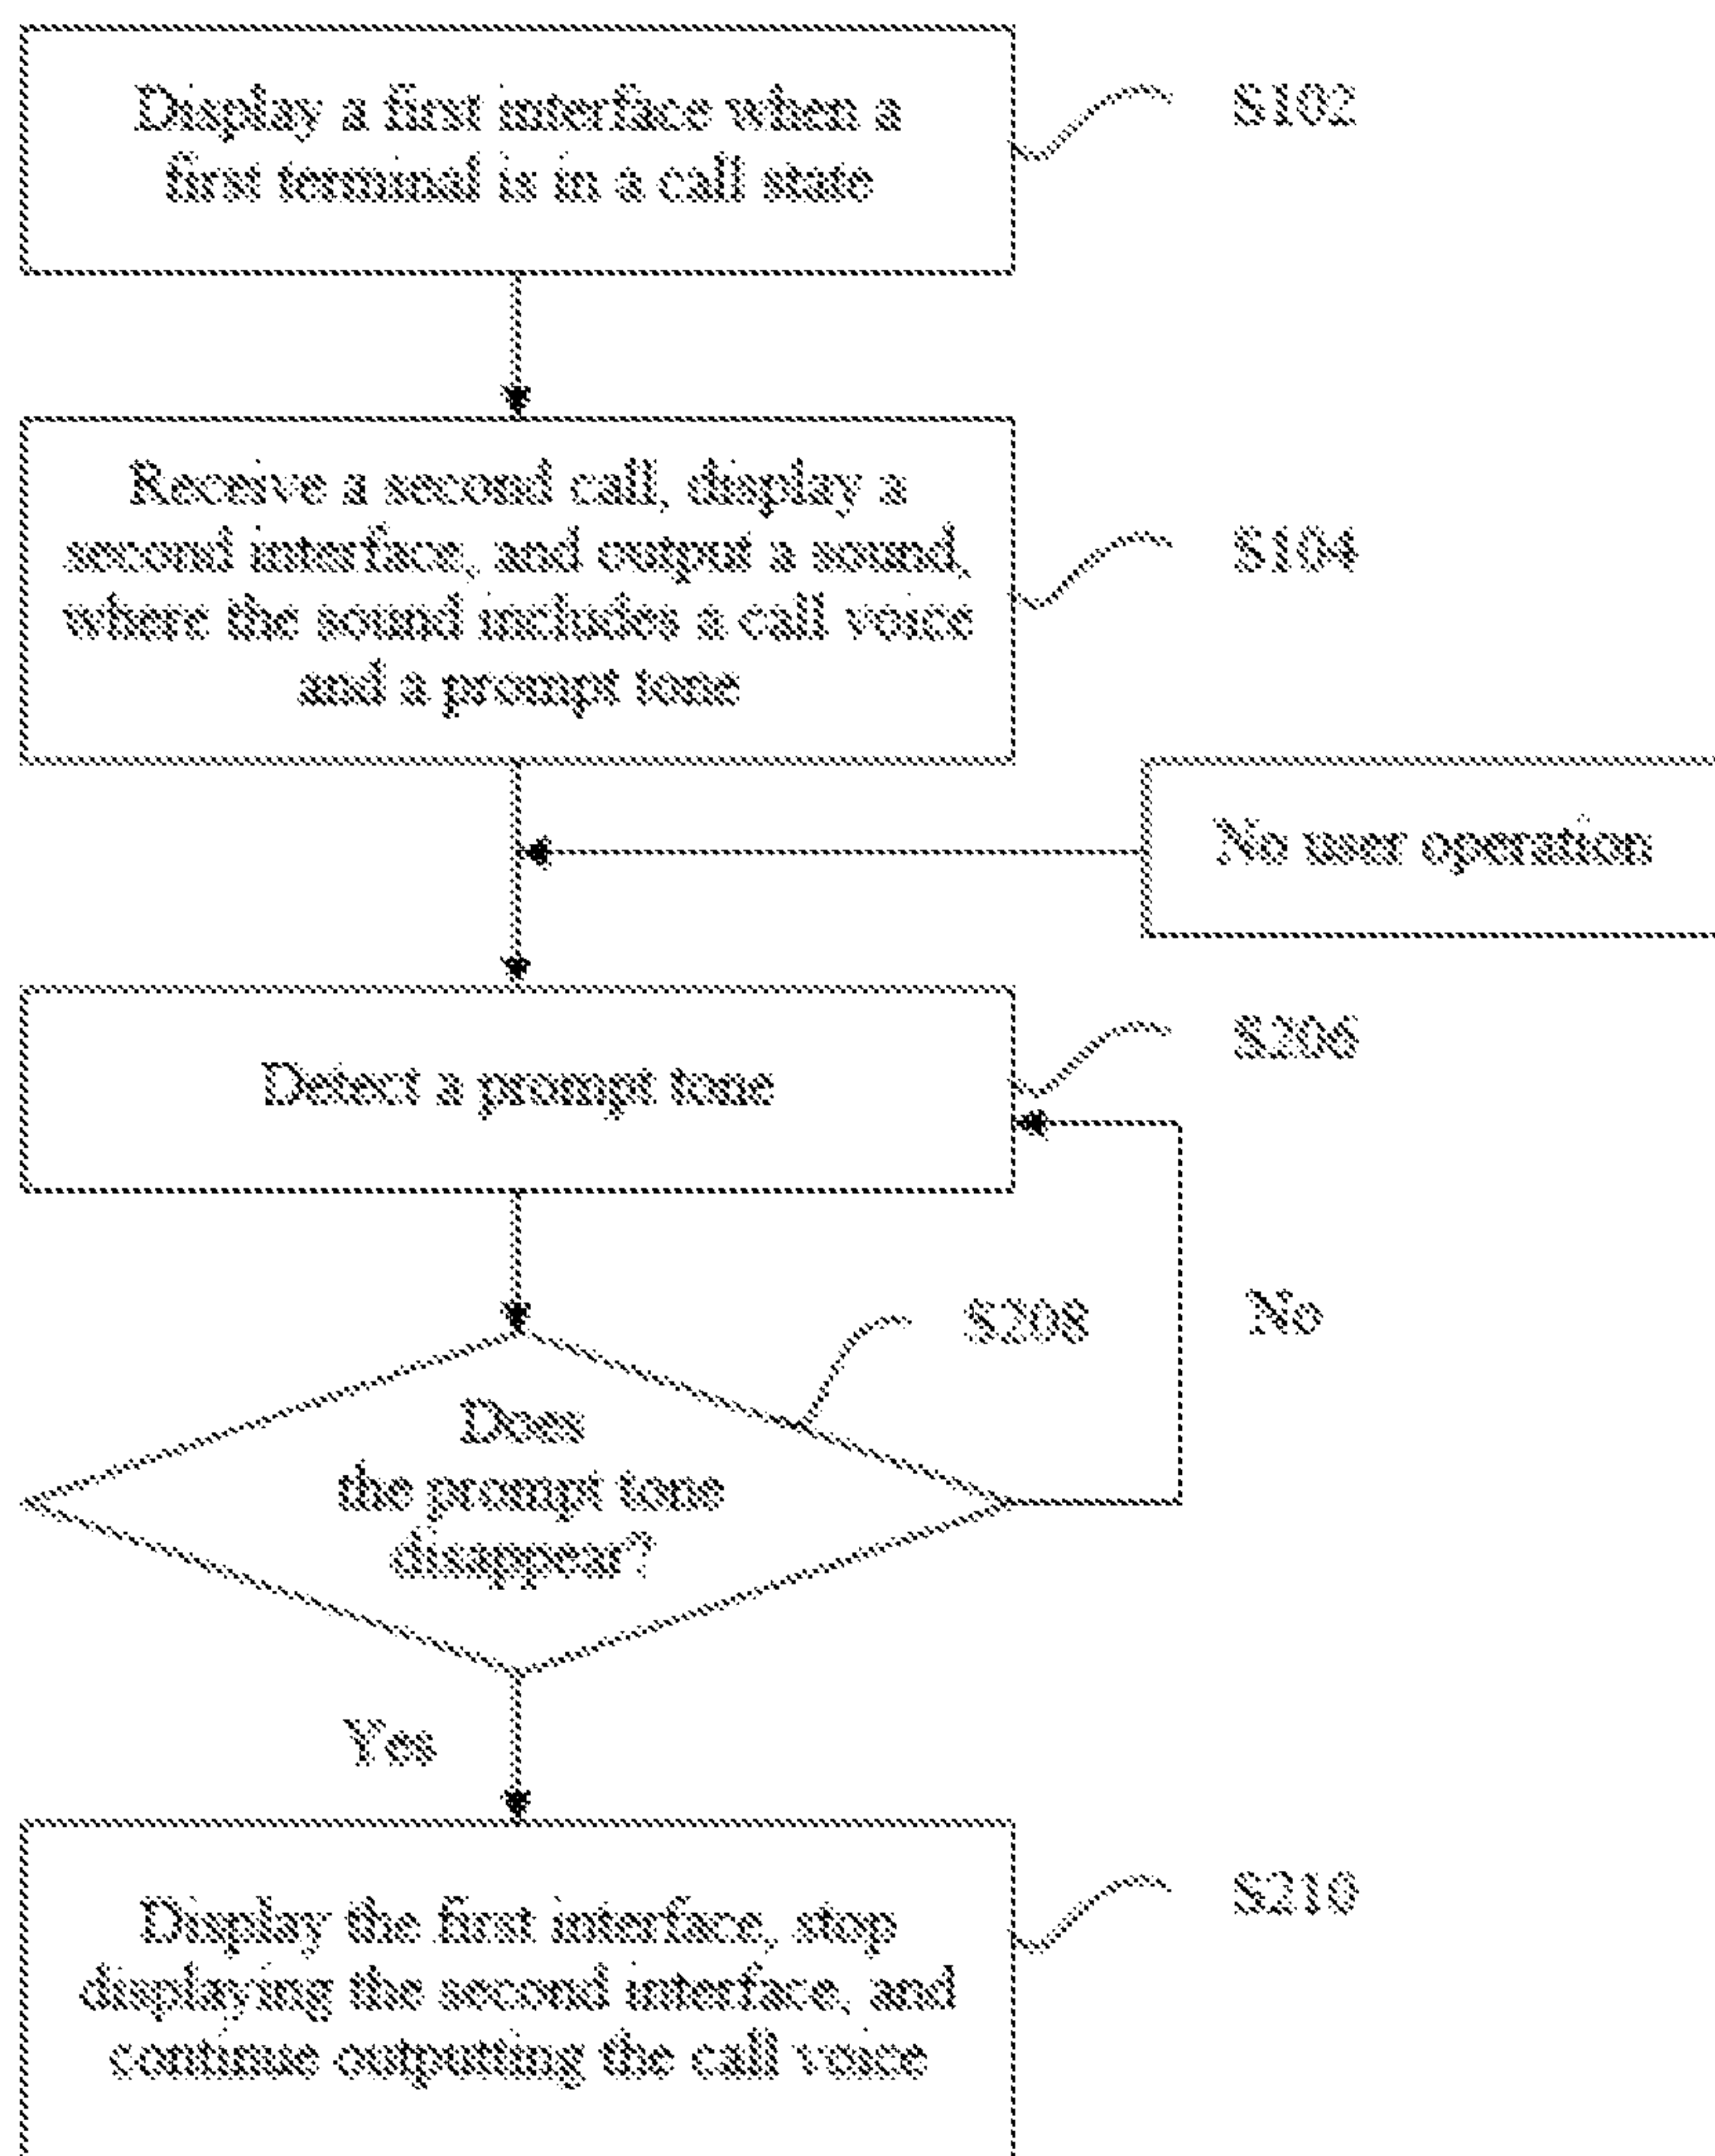 Display a first interface when a
first terminal is in a call state
S102
Receive a second call, display a
second interface, and output a sound,
where the sound includes a call voice
and a prompt tone
S104
No user operation
Detect a prompt tone
S206
Does
the prompt tone
disappear?
S208
No
Yes
Display the first interface, stop
displaying the second interface, and
continue outputting the call voice
S210